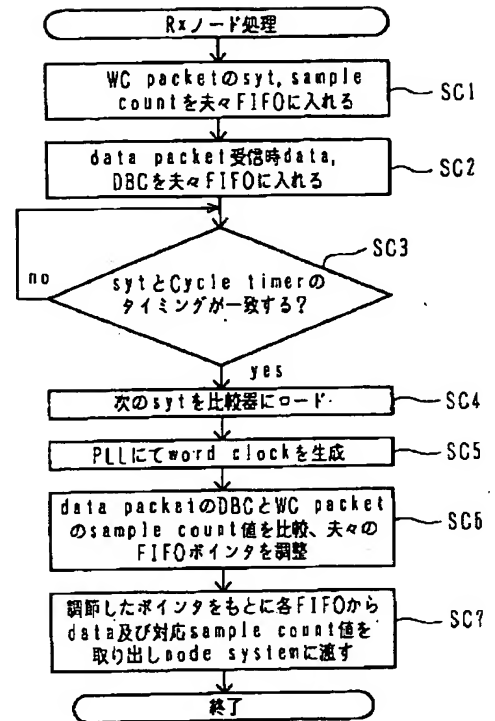 Rxノード処理
WC packetのsyt, sample
countを夫々FIFOに入れる
SC1
data packet受信時data,
DBCを夫々FIFOに入れる
SC2
SC3
no
sytとCycle timerの
タイミングが一致する?
yes
次のsytを比較器にロード
SC4
PLLにてword clockを生成
SC5
data packetのDBCとWC packet
のsample count値を比較、夫々の
FIFOポインタを調整
SC6
調節したポインタをもとに各FIFOから
data及び対応sample count値を
取り出しnode systemに渡す
SC7
終了